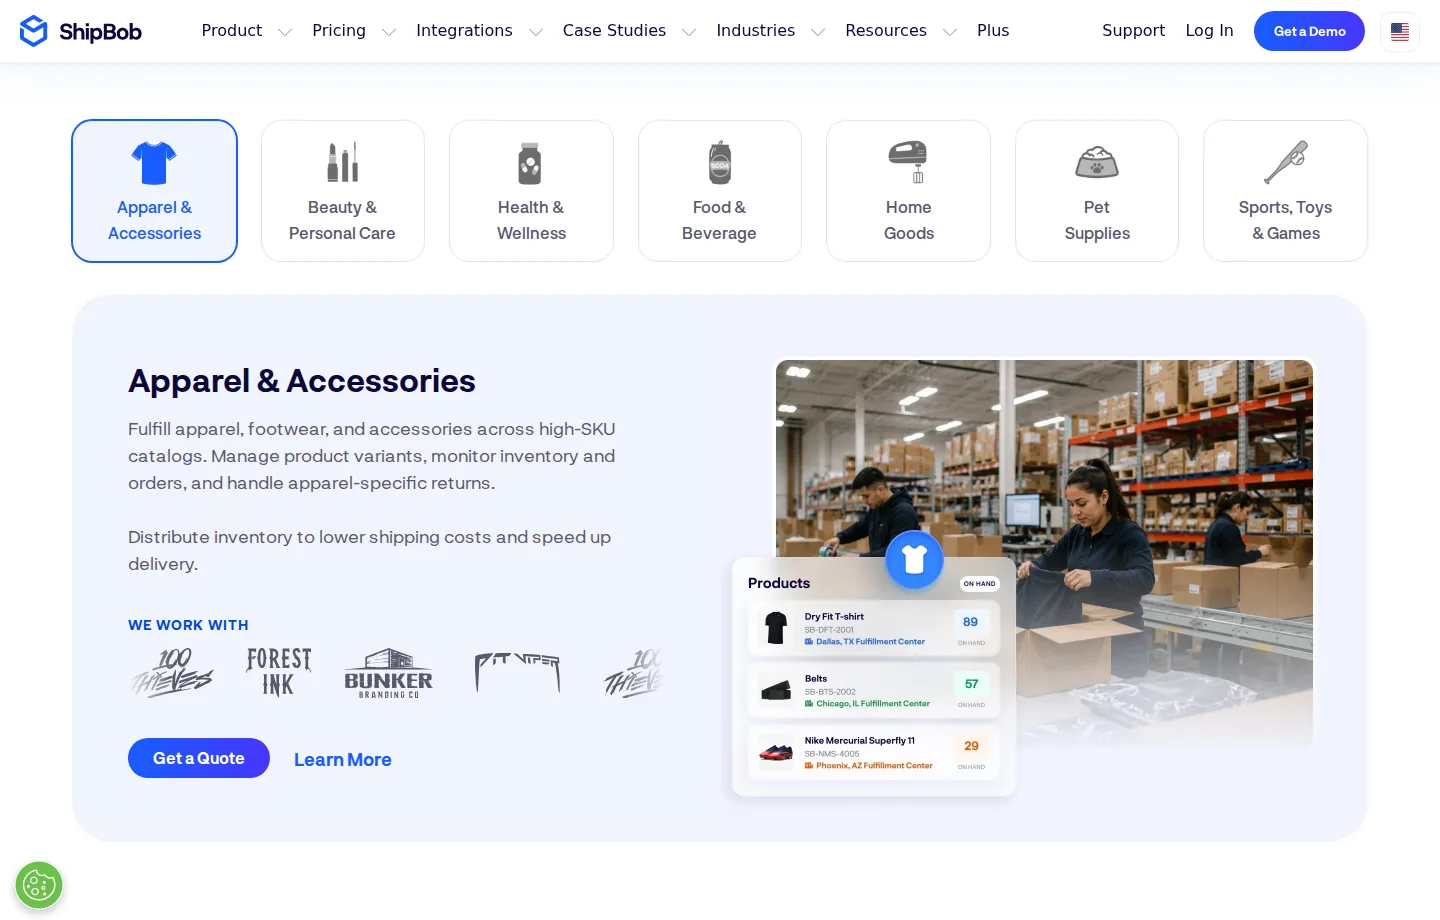 ShipBob
Product
Pricing
Integrations
Case Studies
Industries
Resources
Plus
Support
Log In
Get a Demo
Apparel &
Accessories
Beauty &
Personal Care
Health &
Wellness
SODA
Food &
Beverage
Home
Goods
Pet
Supplies
Sports, Toys
& Games
Apparel & Accessories
Fulfill apparel, footwear, and accessories across high-SKU
catalogs. Manage product variants, monitor inventory and
orders, and handle apparel-specific returns.
Distribute inventory to lower shipping costs and speed up
delivery.
WE WORK WITH
100
THIEVES
FOREST
INK
BUNKER
BRANDING CO
PIT VIPER
100
THIEVES
Get a Quote
Learn More
Products
ON HAND
Dry Fit T-shirt
SB-DFT-2001
Dallas, TX Fulfillment Center
89
ON HAND
Belts
SB-BTS-2002
Chicago, IL Fulfillment Center
57
ON HAND
Nike Mercurial Superfly 11
SB-NMS-4005
Phoenix, AZ Fulfillment Center
29
ON HAND